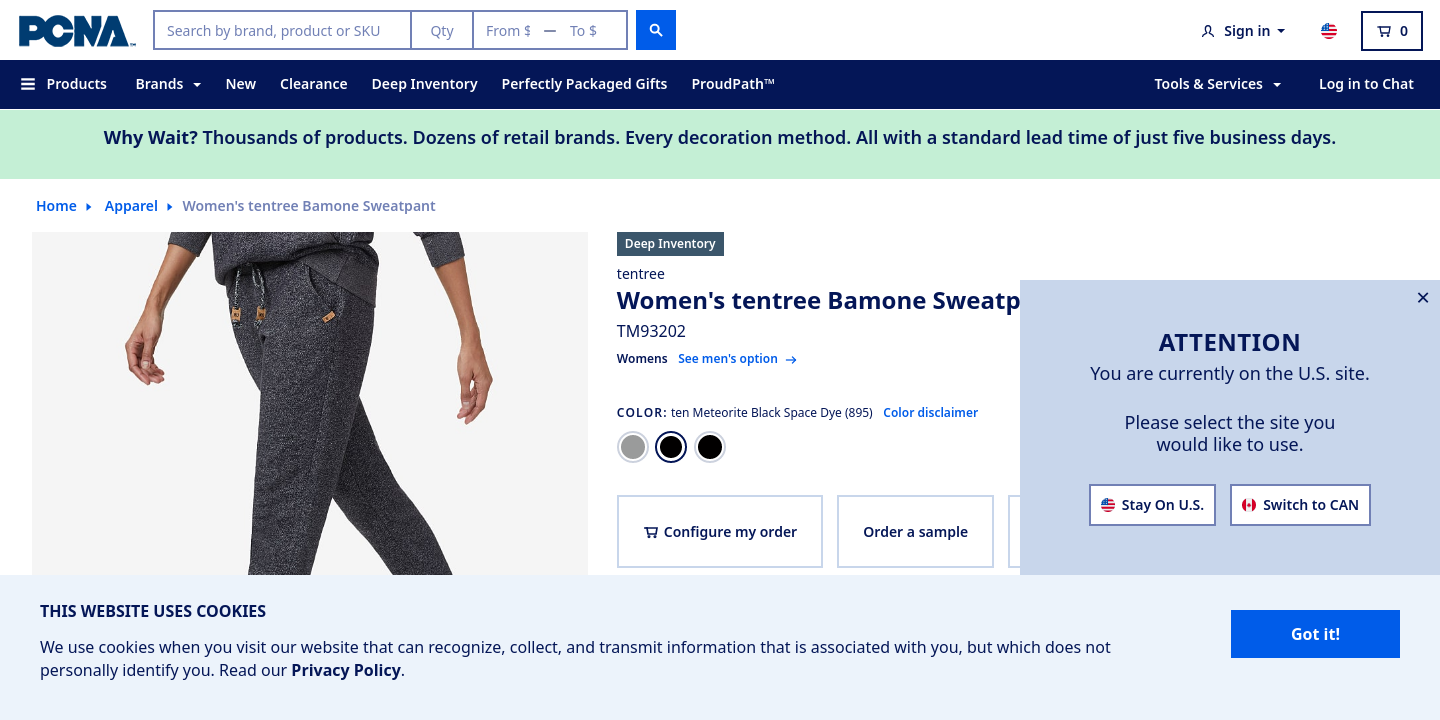 PCNA™
Search by brand, product or SKU
Qty
From $
To $
Sign in
0
Products
Brands
New
Clearance
Deep Inventory
Perfectly Packaged Gifts
ProudPath™
Tools & Services
Log in to Chat
Why Wait? Thousands of products. Dozens of retail brands. Every decoration method. All with a standard lead time of just five business days.
Home
Apparel
Women's tentree Bamone Sweatpant
Deep Inventory
tentree
Women's tentree Bamone Sweatp
TM93202
Womens See men's option
COLOR: ten Meteorite Black Space Dye (895) Color disclaimer
Configure my order
Order a sample
ATTENTION
You are currently on the U.S. site.
Please select the site you
would like to use.
Stay On U.S.
Switch to CAN
THIS WEBSITE USES COOKIES
We use cookies when you visit our website that can recognize, collect, and transmit information that is associated with you, but which does not
personally identify you. Read our Privacy Policy.
Got it!